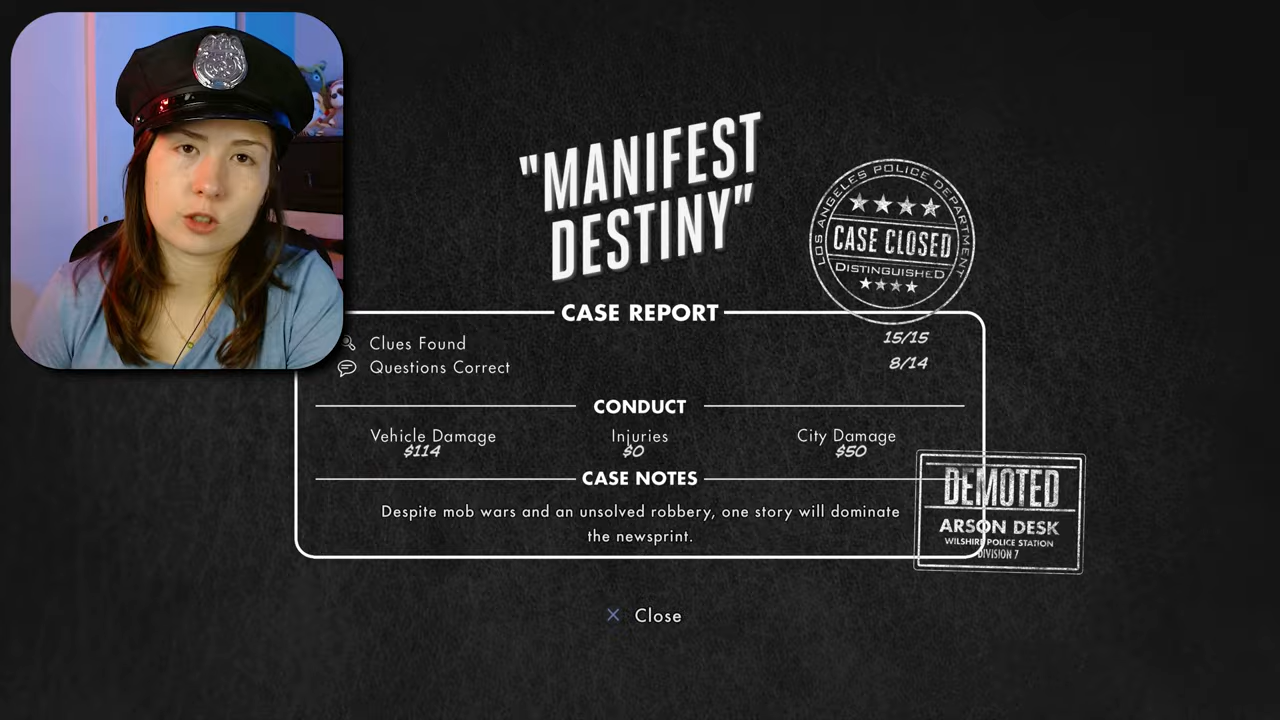 "MANIFEST
DESTINY"
LOS ANGELES POLICE DEPARTMENT
CASE CLOSED
DISTINGUISHED
CASE REPORT
Clues Found 15/15
Questions Correct 8/14
CONDUCT
Vehicle Damage Injuries City Damage
$114 $0 $50
CASE NOTES
Despite mob wars and an unsolved robbery, one story will dominate
the newsprint.
DEMOTED
ARSON DESK
WILSHIRE POLICE STATION
DIVISION 7
X Close